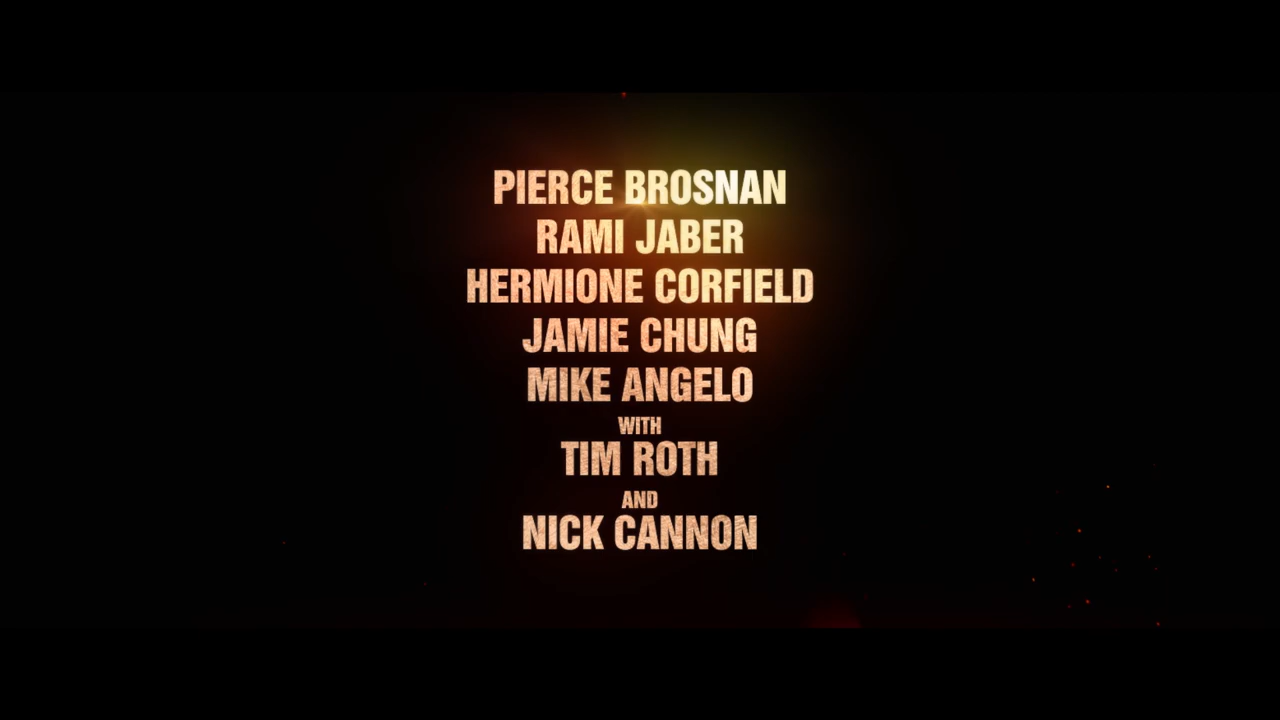 PIERCE BROSNAN
RAMI JABER
HERMIONE CORFIELD
JAMIE CHUNG
MIKE ANGELO
WITH
TIM ROTH
AND
NICK CANNON